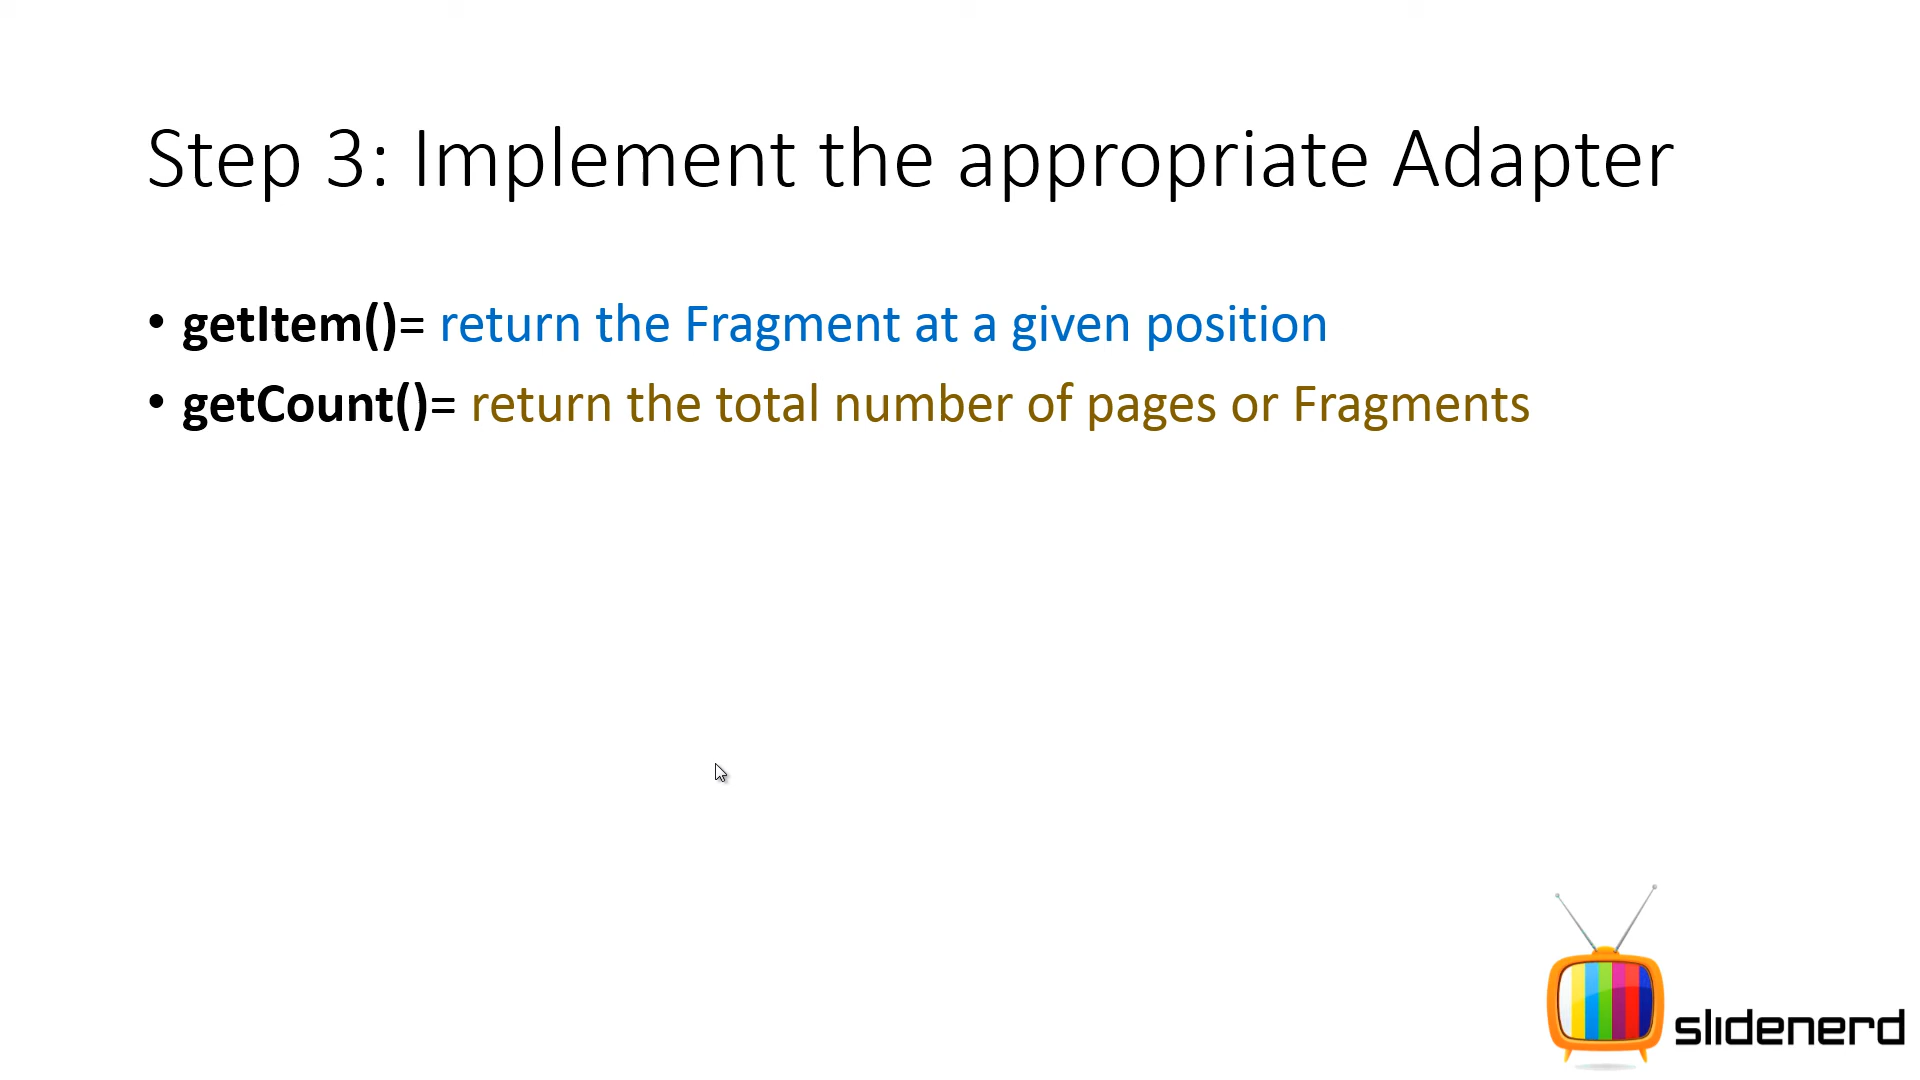 Step 3: Implement the appropriate Adapter
• getItem()= return the Fragment at a given position
• getCount()= return the total number of pages or Fragments
slidenerd